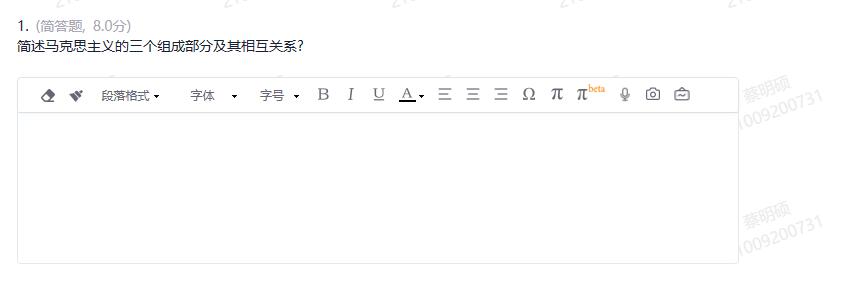 1. (简答题, 8.0分)
简述马克思主义的三个组成部分及其相互关系?
段落格式 字体 字号 B I U A Ω π π beta
蔡明硕
1009200731
蔡明硕
1009200731